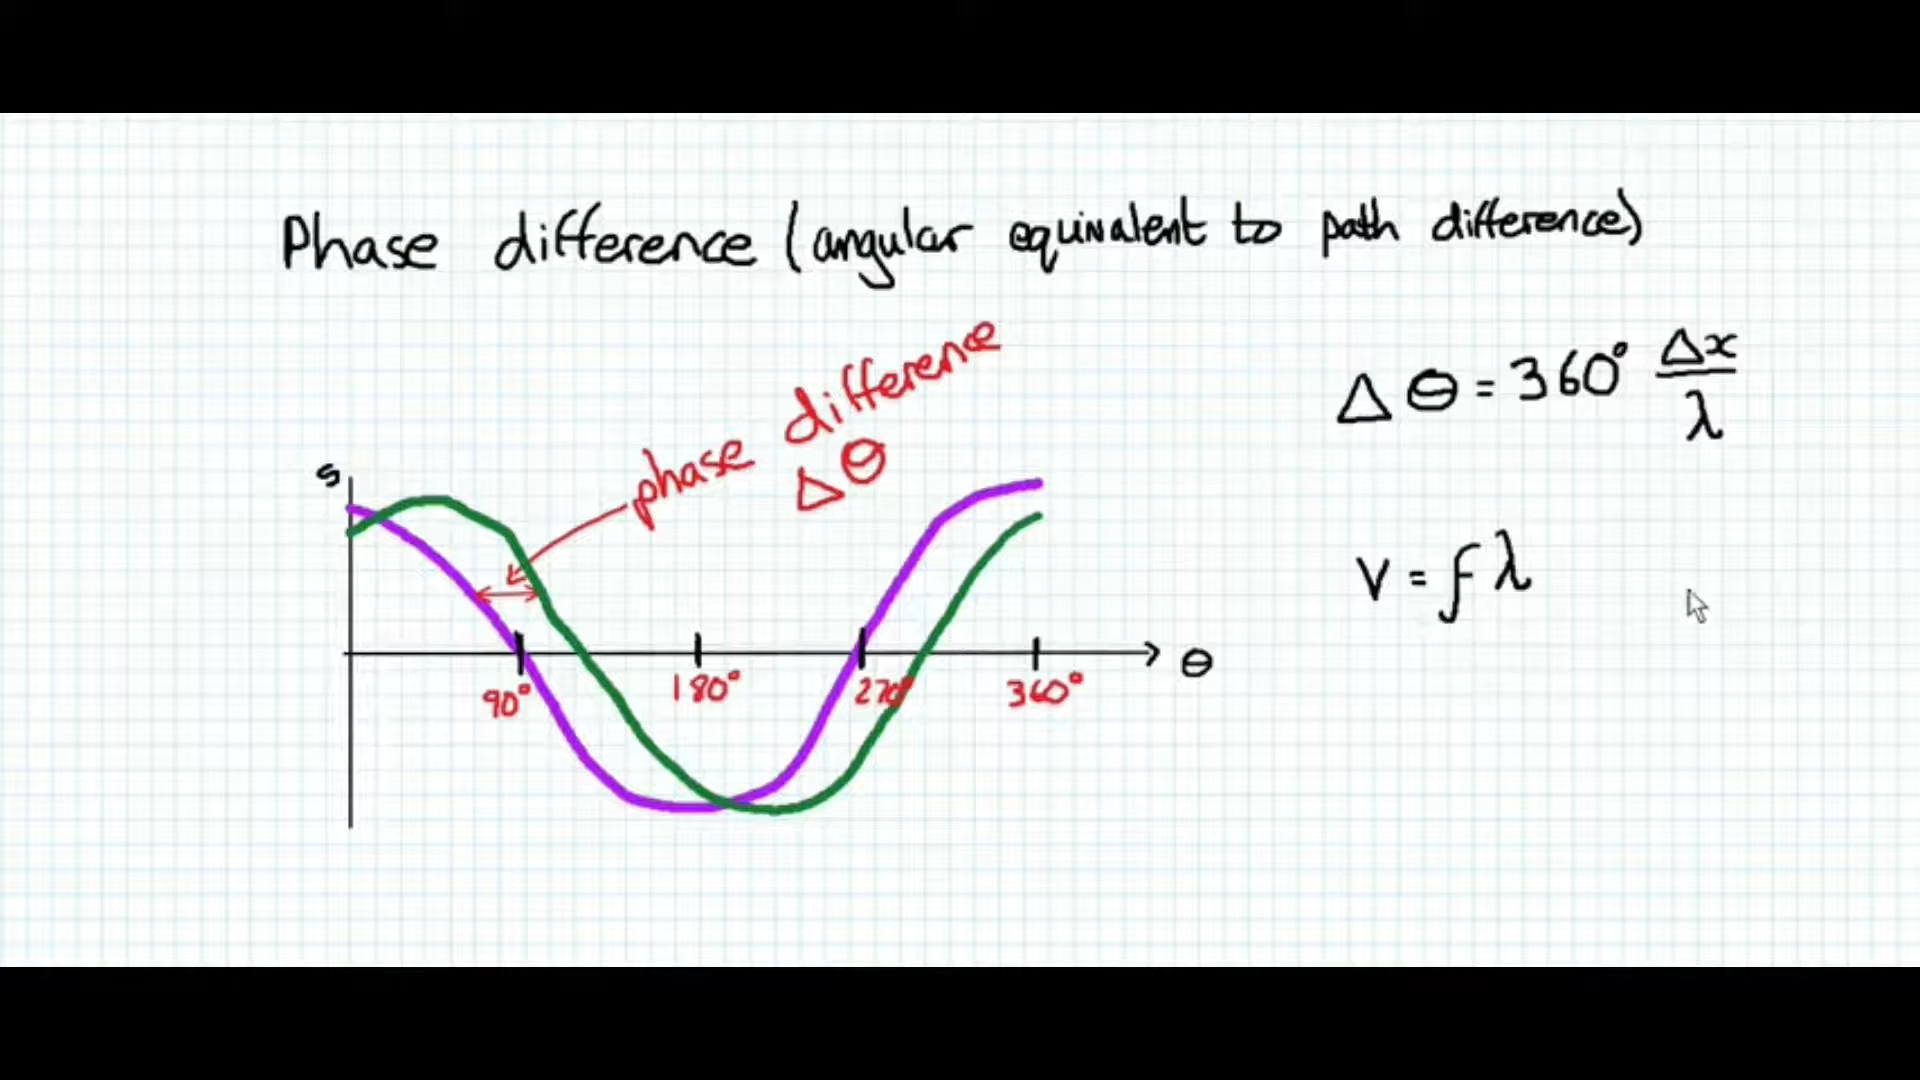 Phase difference (angular equivalent to path difference)
phase difference
Δθ
Δθ = 360° Δx/λ
s
v = fλ
θ
90° 180° 270° 360°